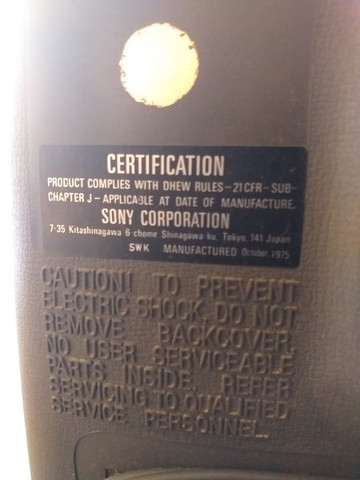 CERTIFICATION
PRODUCT COMPLIES WITH DHEW RULES-21 CFR-SUB-
CHAPTER J-APPLICABLE AT DATE OF MANUFACTURE.
SONY CORPORATION
7-35 Kitashinagawa 6-chome Shinagawa-ku, Tokyo, 141 Japan
SWK MANUFACTURED October, 1975
CAUTION! TO PREVENT
ELECTRIC SHOCK, DO NOT
REMOVE BACKCOVER.
NO USER SERVICEABLE
PARTS INSIDE. REFER
SERVICING TO QUALIFIED
SERVICE PERSONNEL.